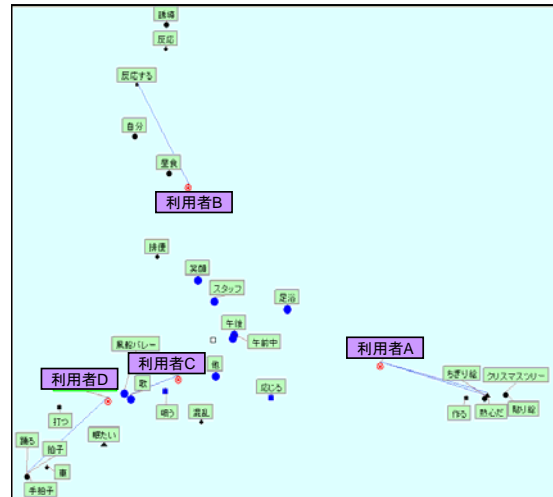 誘導
反応
反応する
自分
昼食
利用者B
排便
笑顔
スタッフ
足浴
午後
午前中
風船バレー
利用者C
利用者A
利用者D
歌
他
応じる
ちぎり絵
クリスマスツリー
打つ
唄う
混乱
作る
熱心だ
貼り絵
眠たい
踊る
拍子
車
手拍子